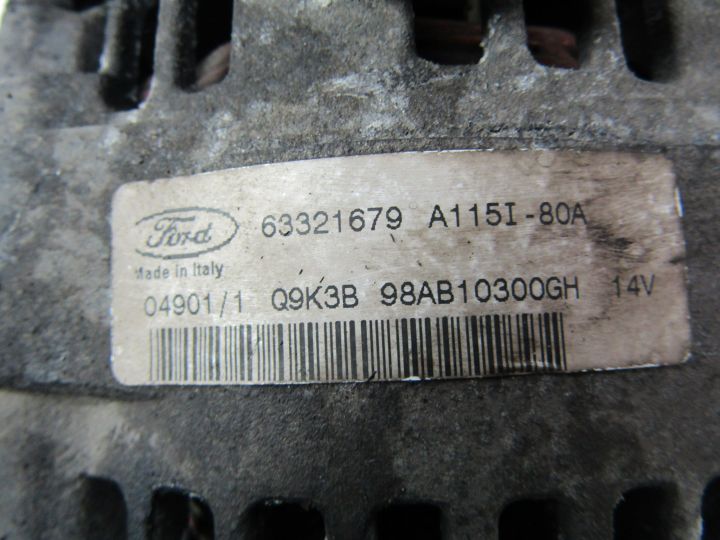 Ford 63321679 A115I-80A
Made in Italy
04901/1 Q9K3B 98AB10300GH 14V